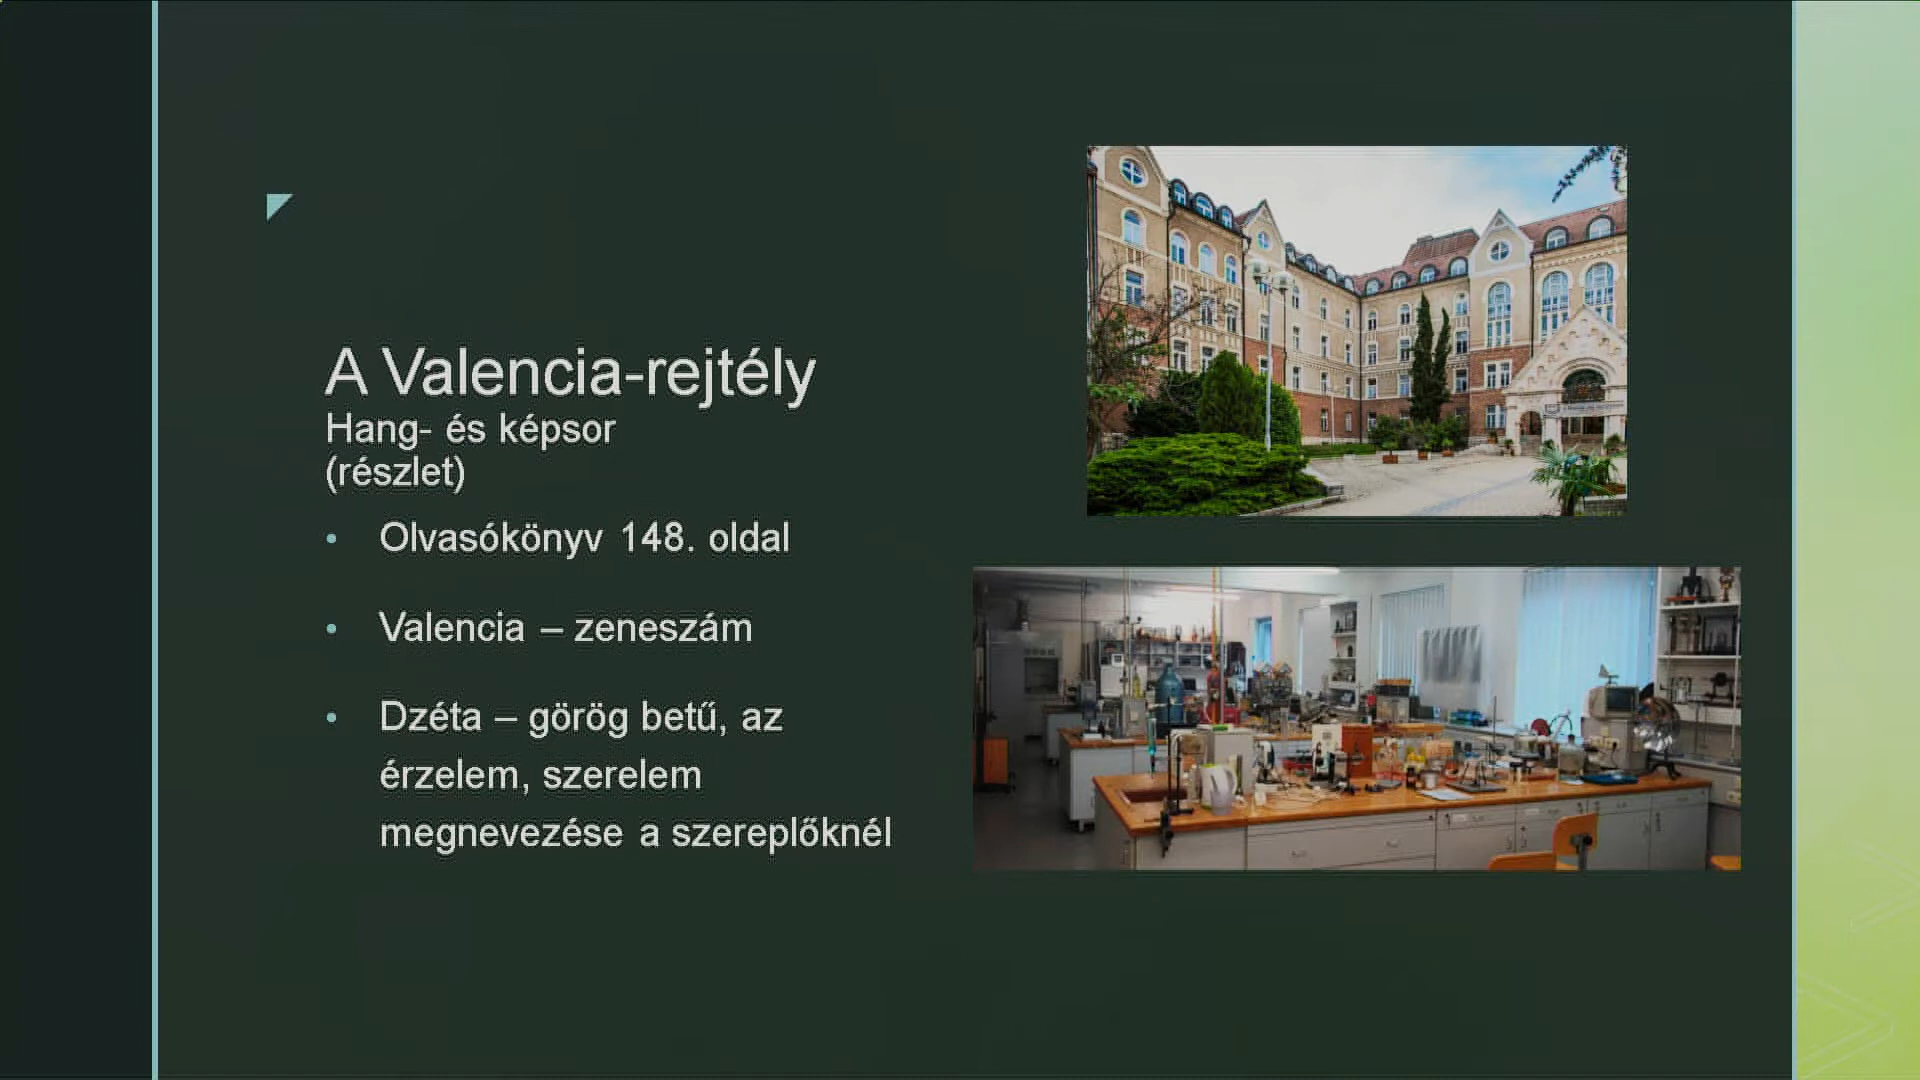 A Valencia-rejtély
Hang- és képsor
(részlet)
• Olvasókönyv 148. oldal
• Valencia – zeneszám
• Dzéta – görög betű, az
érzelem, szerelem
megnevezése a szereplőknél